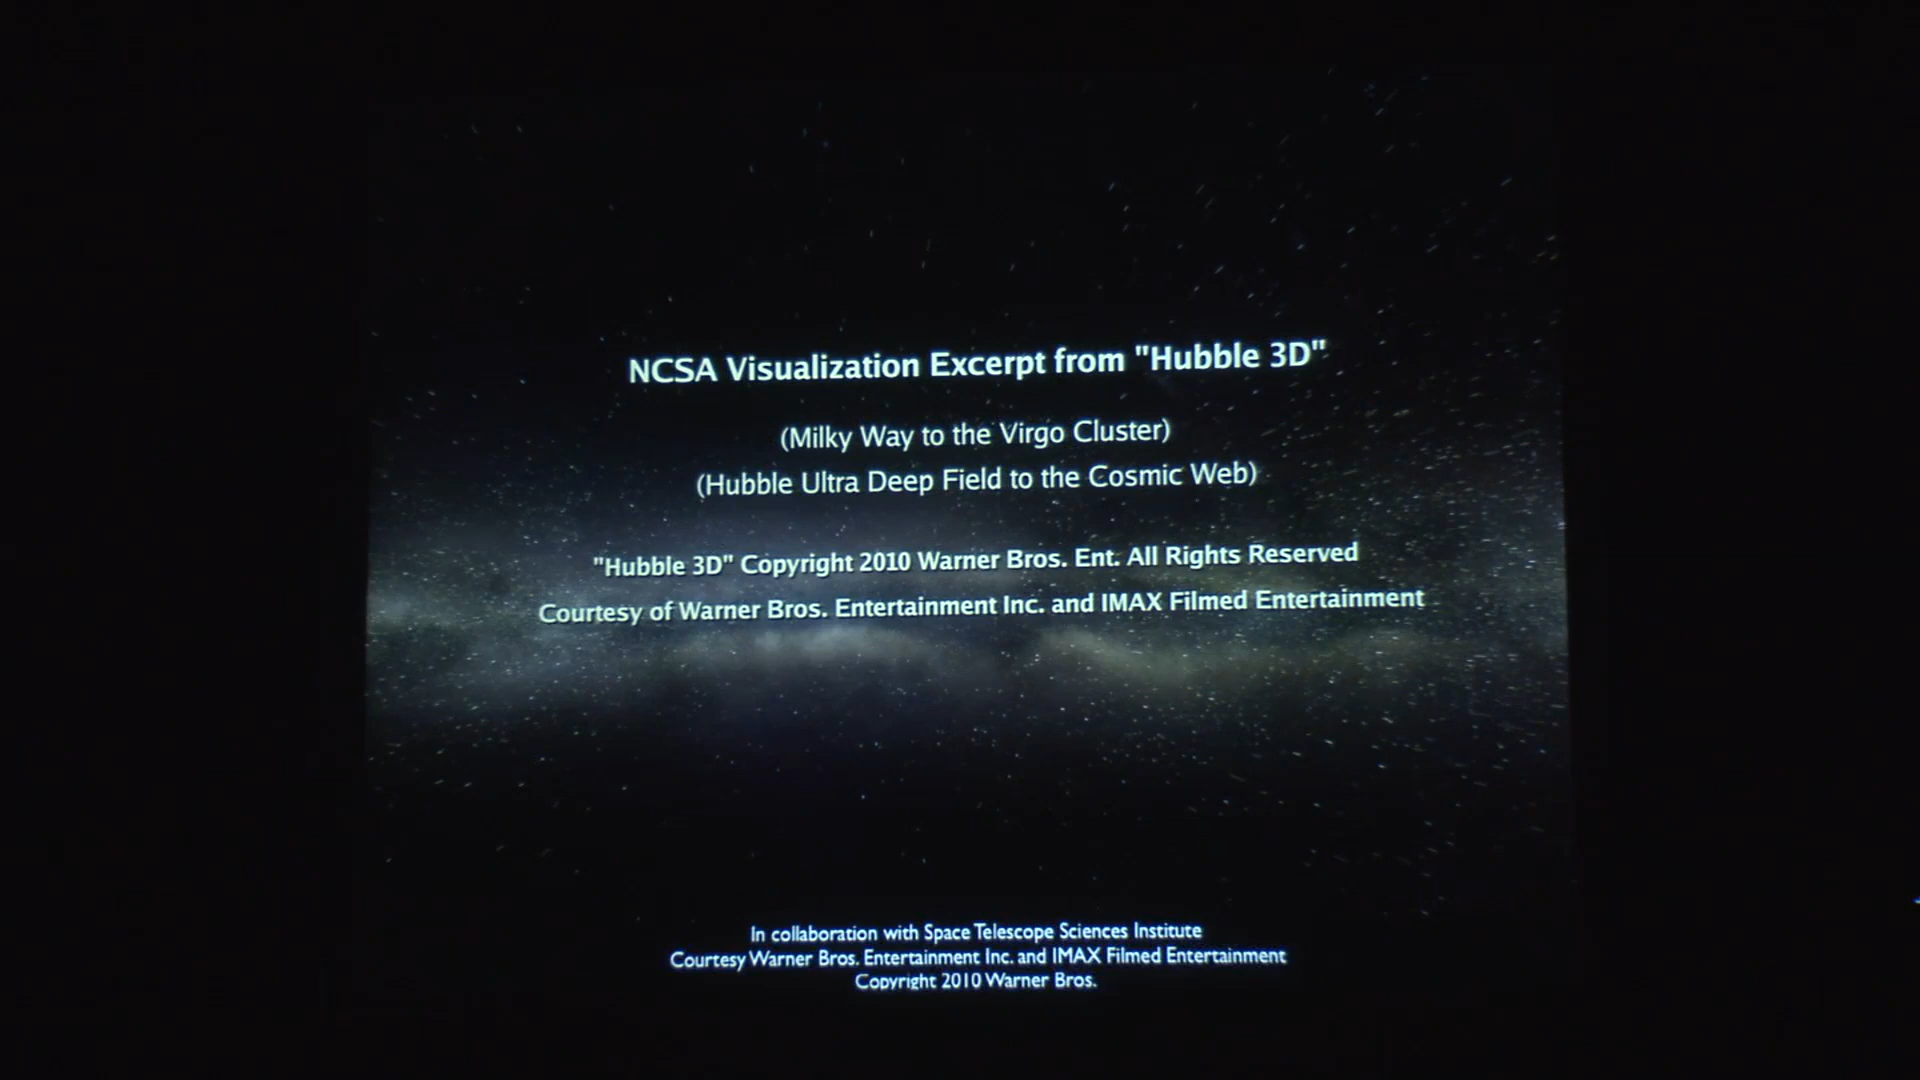 NCSA Visualization Excerpt from "Hubble 3D"
(Milky Way to the Virgo Cluster)
(Hubble Ultra Deep Field to the Cosmic Web)
"Hubble 3D" Copyright 2010 Warner Bros. Ent. All Rights Reserved
Courtesy of Warner Bros. Entertainment Inc. and IMAX Filmed Entertainment
In collaboration with Space Telescope Sciences Institute
Courtesy Warner Bros. Entertainment Inc. and IMAX Filmed Entertainment
Copyright 2010 Warner Bros.